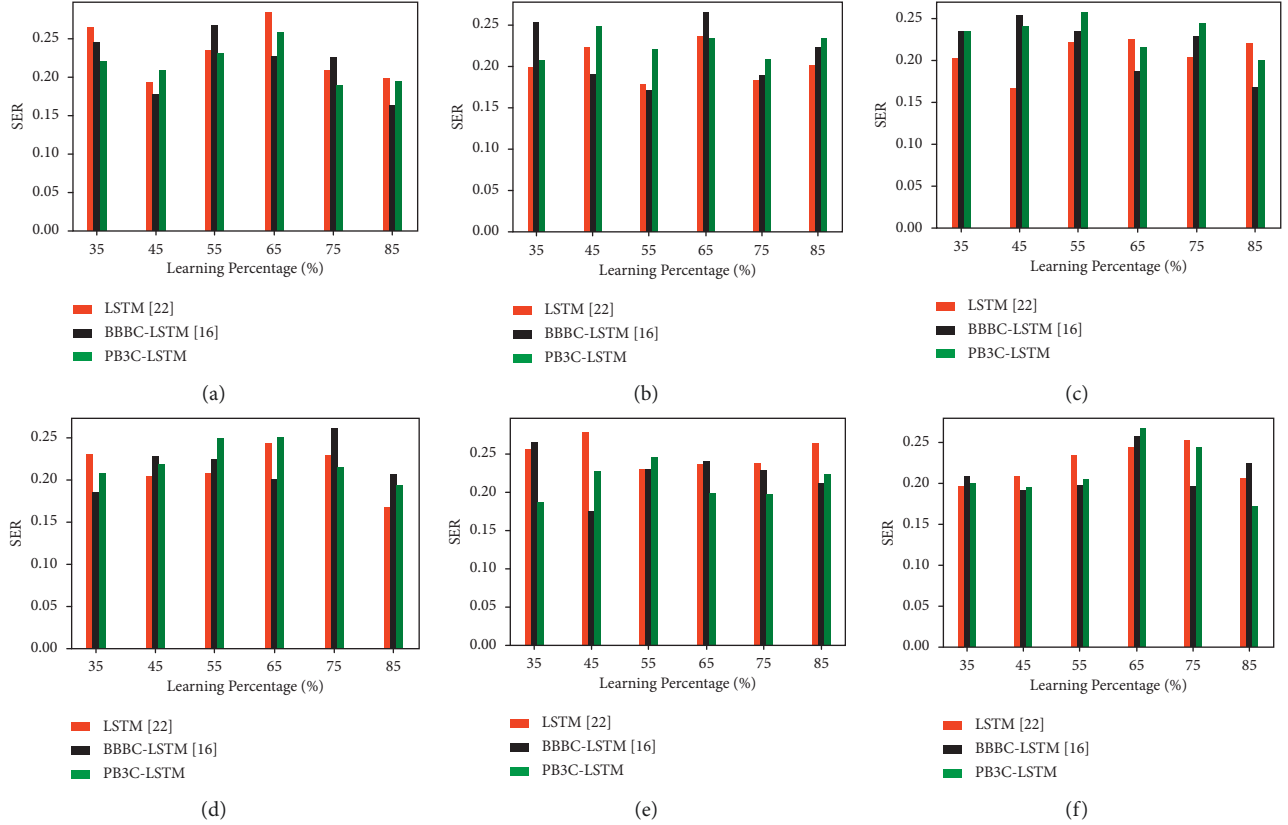 SER
0.25
0.20
0.15
0.10
0.05
0.00
35 45 55 65 75 85
Learning Percentage (%)
LSTM [22]
BBBC-LSTM [16]
PB3C-LSTM
(a)
SER
0.25
0.20
0.15
0.10
0.05
0.00
35 45 55 65 75 85
Learning Percentage (%)
LSTM [22]
BBBC-LSTM [16]
PB3C-LSTM
(b)
SER
0.25
0.20
0.15
0.10
0.05
0.00
35 45 55 65 75 85
Learning Percentage (%)
LSTM [22]
BBBC-LSTM [16]
PB3C-LSTM
(c)
SER
0.25
0.20
0.15
0.10
0.05
0.00
35 45 55 65 75 85
Learning Percentage (%)
LSTM [22]
BBBC-LSTM [16]
PB3C-LSTM
(d)
SER
0.25
0.20
0.15
0.10
0.05
0.00
35 45 55 65 75 85
Learning Percentage (%)
LSTM [22]
BBBC-LSTM [16]
PB3C-LSTM
(e)
SER
0.25
0.20
0.15
0.10
0.05
0.00
35 45 55 65 75 85
Learning Percentage (%)
LSTM [22]
BBBC-LSTM [16]
PB3C-LSTM
(f)